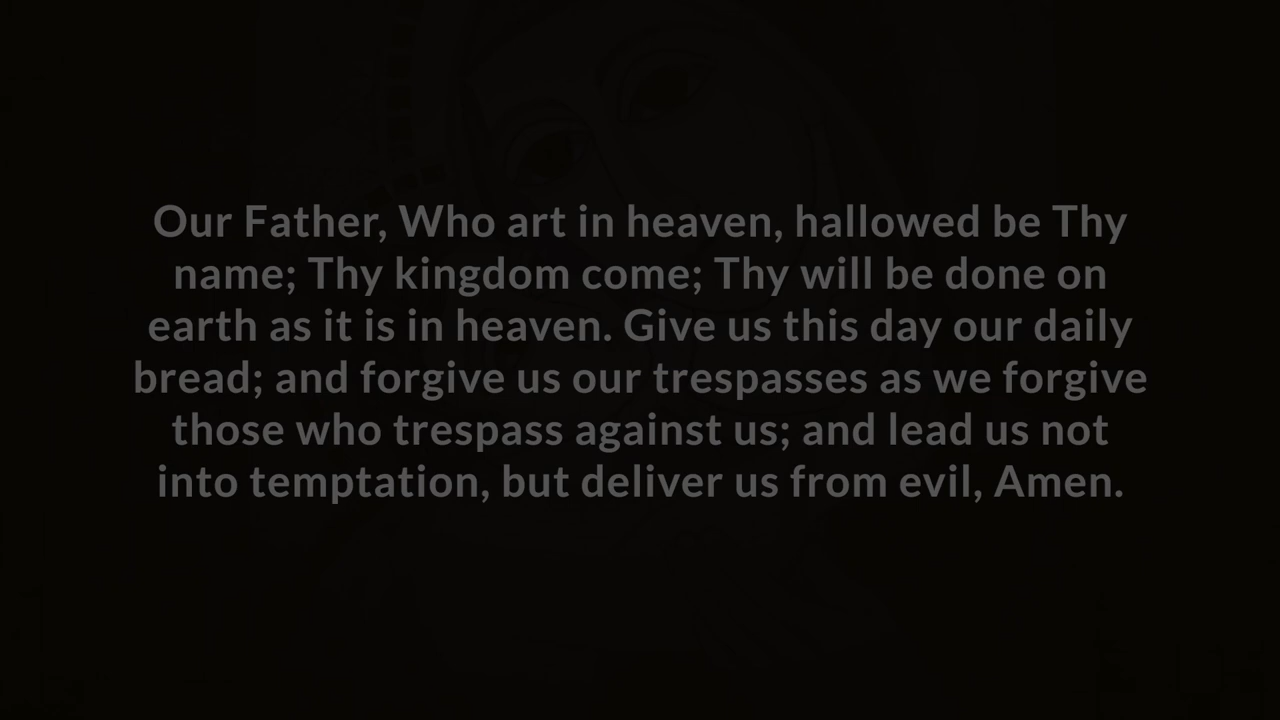 Our Father, Who art in heaven, hallowed be Thy
name; Thy kingdom come; Thy will be done on
earth as it is in heaven. Give us this day our daily
bread; and forgive us our trespasses as we forgive
those who trespass against us; and lead us not
into temptation, but deliver us from evil, Amen.